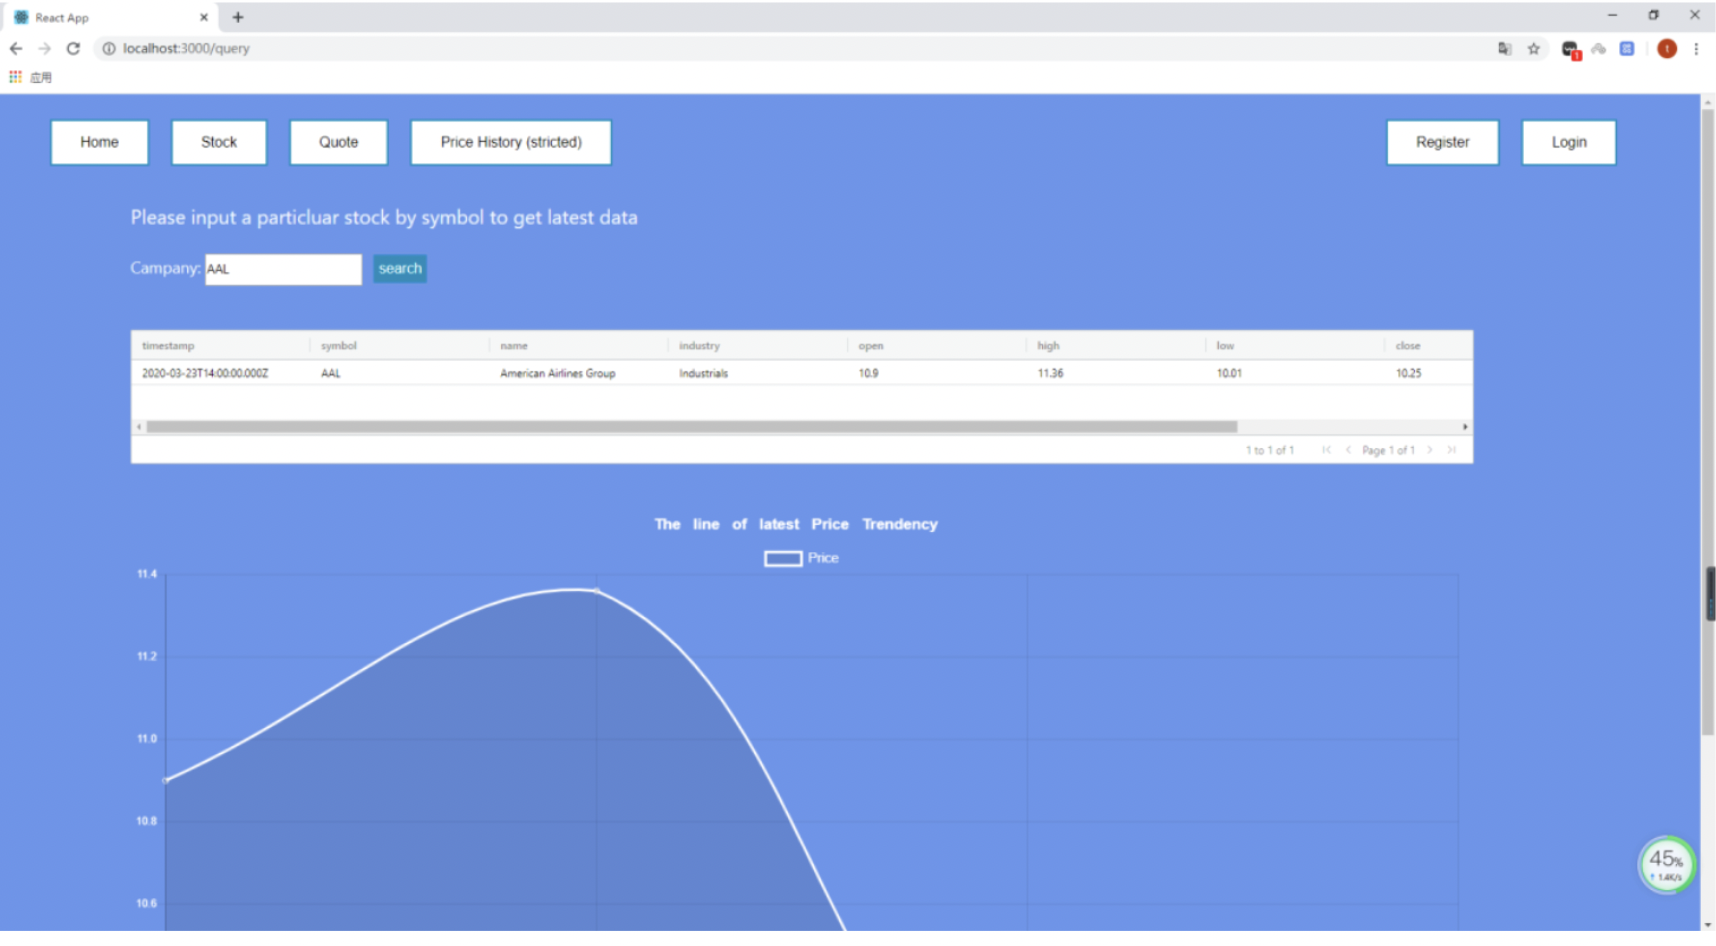 React App
localhost:3000/query
1
t
应用
Home Stock Quote Price History (stricted) Register Login
Please input a particluar stock by symbol to get latest data
Campany: AAL search
timestamp symbol name industry open high low close
2020-03-23T14:00:00.000Z AAL American Airlines Group Industrials 10.9 11.36 10.01 10.25
1 to 1 of 1 Page 1 of 1
The line of latest Price Trendency
Price
11.4
11.2
11.0
10.8
45%
1.4K/s
10.6